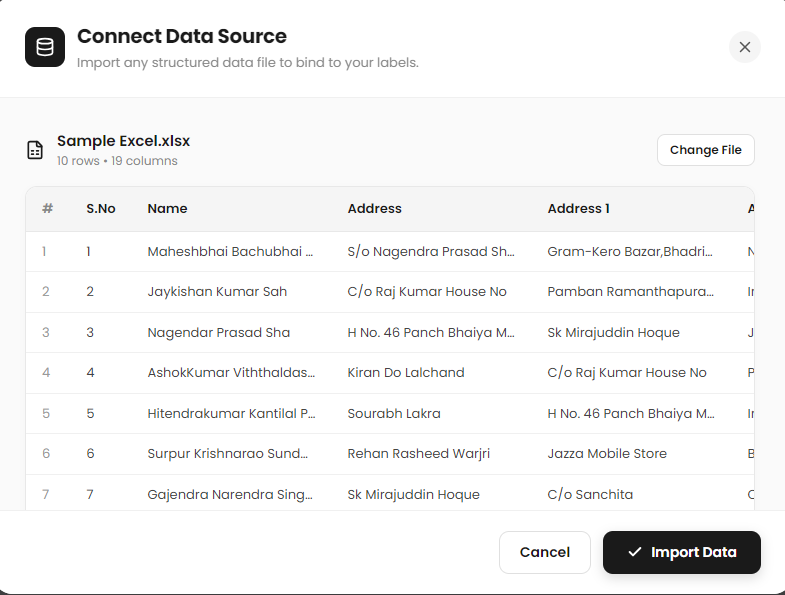 Connect Data Source
Import any structured data file to bind to your labels.
Sample Excel.xlsx
10 rows • 19 columns
Change File
# S.No Name Address Address 1 A
1 1 Maheshbhai Bachubhai ... S/o Nagendra Prasad Sh... Gram-Kero Bazar,Bhadri...
2 2 Jaykishan Kumar Sah C/o Raj Kumar House No Pamban Ramanthapura...
3 3 Nagendar Prasad Sha H No. 46 Panch Bhaiya M... Sk Mirajuddin Hoque
4 4 AshokKumar Viththaldas... Kiran Do Lalchand C/o Raj Kumar House No
5 5 Hitendrakumar Kantilal P... Sourabh Lakra H No. 46 Panch Bhaiya M...
6 6 Surpur Krishnarao Sund... Rehan Rasheed Warjri Jazza Mobile Store
7 7 Gajendra Narendra Sing... Sk Mirajuddin Hoque C/o Sanchita
Cancel
Import Data